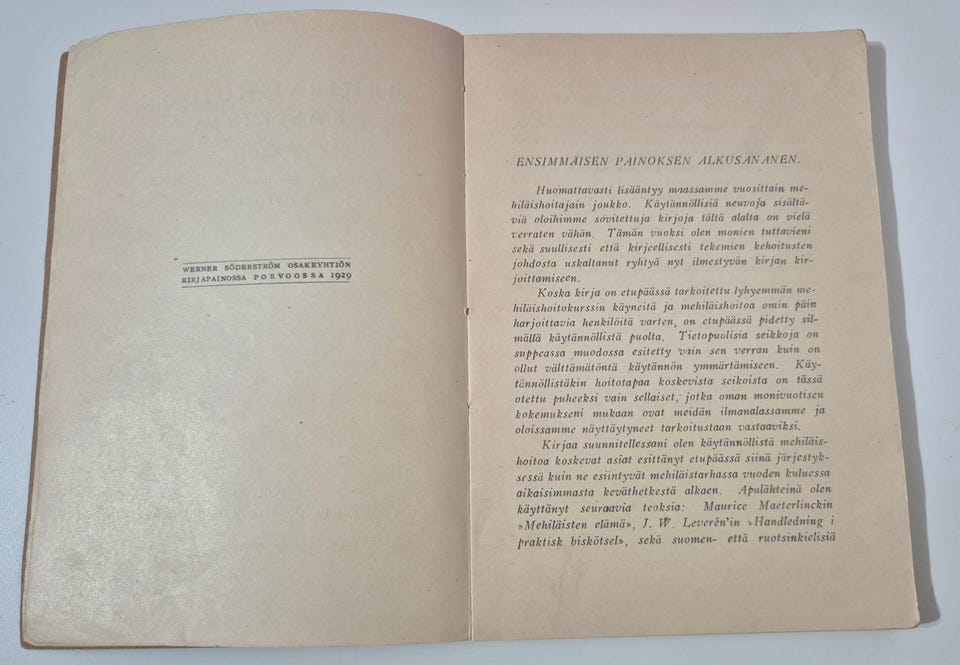 WERNER SÖDERSTRÖM OSAKEYHTIÖN
KIRJAPAINOSSA PORVOOSSA 1929
ENSIMMÄISEN PAINOKSEN ALKUSANANEN.
Huomattavasti lisääntyy maassamme vuosittain me-
hiläishoitajain joukko. Käytännöllisiä neuvoja sisältä-
viä oloihimme sovitettuja kirjoja tältä alalta on vielä
verraten vähän. Tämän vuoksi olen monien tuttavieni
sekä suullisesti että kirjeellisesti tekemien kehoitusten
johdosta uskaltanut ryhtyä nyt ilmestyvän kirjan kir-
joittamiseen.
Koska kirja on etupäässä tarkoitettu lyhyemmän me-
hiläishoitokurssin käyneitä ja mehiläishoitoa omin päin
harjoittavia henkilöitä varten, on etupäässä pidetty sil-
mällä käytännöllistä puolta. Tietopuolisia seikkoja on
suppeassa muodossa esitetty vain sen verran kuin on
ollut välttämätöntä käytännön ymmärtämiseen. Käy-
tännöllistäkin hoitotapaa koskevista seikoista on tässä
otettu puheeksi vain sellaiset, jotka oman monivuotisen
kokemukseni mukaan ovat meidän ilmanalassamme ja
oloissamme näyttäytyneet tarkoitustaan vastaaviksi.
Kirjaa suunnitellessani olen käytännöllistä mehiläis-
hoitoa koskevat asiat esittänyt etupäässä siinä järjestyk-
sessä kuin ne esiintyvät mehiläistarhassa vuoden kuluessa
aikaisimmasta keväthetkestä alkaen. Apulähteinä olen
käyttänyt seuraavia teoksia: Maurice Maeterlinckin
»Mehiläisten elämä», J. W. Leverén'in »Handledning i
praktisk biskötsel», sekä suomen- että ruotsinkielisiä